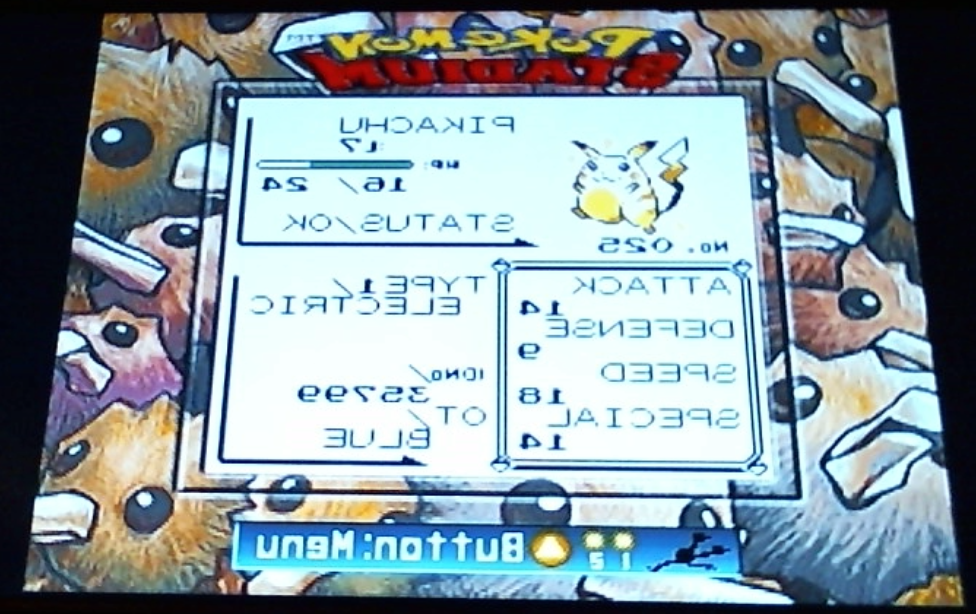 POKéMON
STADIUM
PIKACHU
:L7
HP:
16/ 24
STATUS/OK
No. 025
ATTACK
14
DEFENSE
9
SPEED
18
SPECIAL
14
TYPE1/
ELECTRIC
IDNo/
35799
OT/
BLUE
Button: Menu